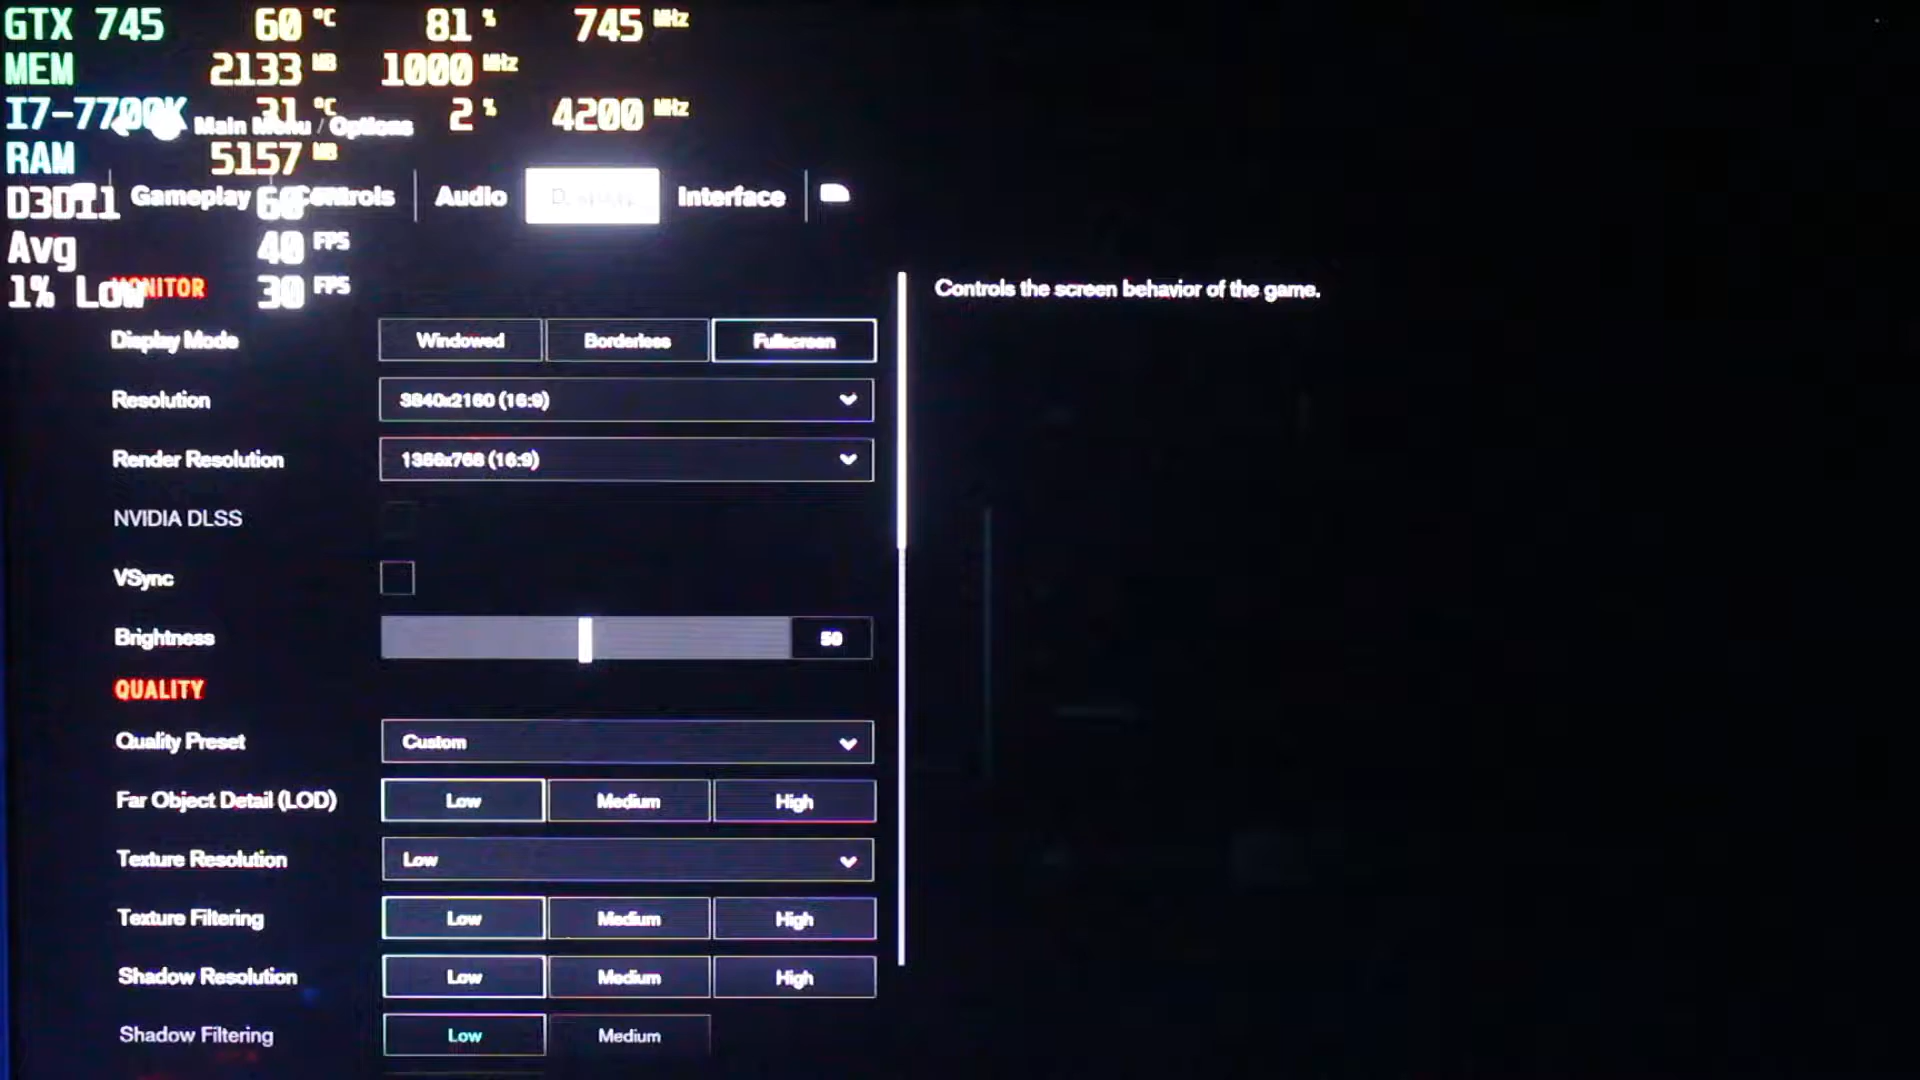 GTX 745 60 °C 81 % 745 MHz
MEM 2133 MB 1000 MHz
I7-7700K 31 °C 2 % 4200 MHz
Main Menu / Options
RAM 5157 MB
D3D11 60
Gameplay Controls Audio Display Interface
Avg 40 FPS
1% Low 30 FPS
MONITOR
Controls the screen behavior of the game.
Display Mode Windowed Borderless Fullscreen
Resolution 3840x2160 (16:9)
Render Resolution 1366x768 (16:9)
NVIDIA DLSS
VSync
Brightness 50
QUALITY
Quality Preset Custom
Far Object Detail (LOD) Low Medium High
Texture Resolution Low
Texture Filtering Low Medium High
Shadow Resolution Low Medium High
Shadow Filtering Low Medium